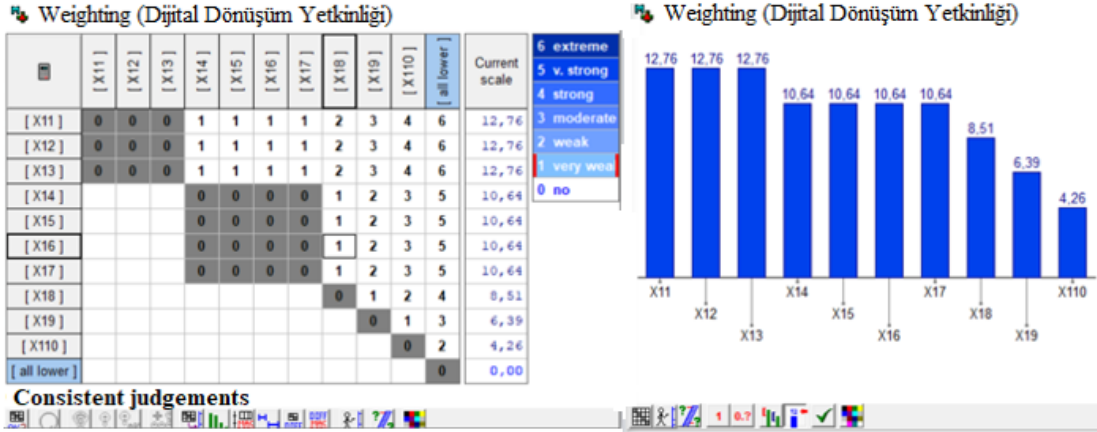 Weighting (Dijital Dönüşüm Yetkinliği)
[ X11 ] [ X12 ] [ X13 ] [ X14 ] [ X15 ] [ X16 ] [ X17 ] [ X18 ] [ X19 ] [ X110 ] [ all lower ] Current scale
[ X11 ] 0 0 0 1 1 1 1 2 3 4 6 12,76
[ X12 ] 0 0 0 1 1 1 1 2 3 4 6 12,76
[ X13 ] 0 0 0 1 1 1 1 2 3 4 6 12,76
[ X14 ] 0 0 0 0 1 2 3 5 10,64
[ X15 ] 0 0 0 0 1 2 3 5 10,64
[ X16 ] 0 0 0 0 1 2 3 5 10,64
[ X17 ] 0 0 0 0 1 2 3 5 10,64
[ X18 ] 0 1 2 4 8,51
[ X19 ] 0 1 3 6,39
[ X110 ] 0 2 4,26
[ all lower ] 0 0,00
Consistent judgements
6 extreme
5 v. strong
4 strong
3 moderate
2 weak
1 very wea
0 no
Weighting (Dijital Dönüşüm Yetkinliği)
12,76 12,76 12,76
10,64 10,64 10,64 10,64
8,51
6,39
4,26
X11 X14 X17 X110
X12 X15 X18
X13 X16 X19
1 0.?